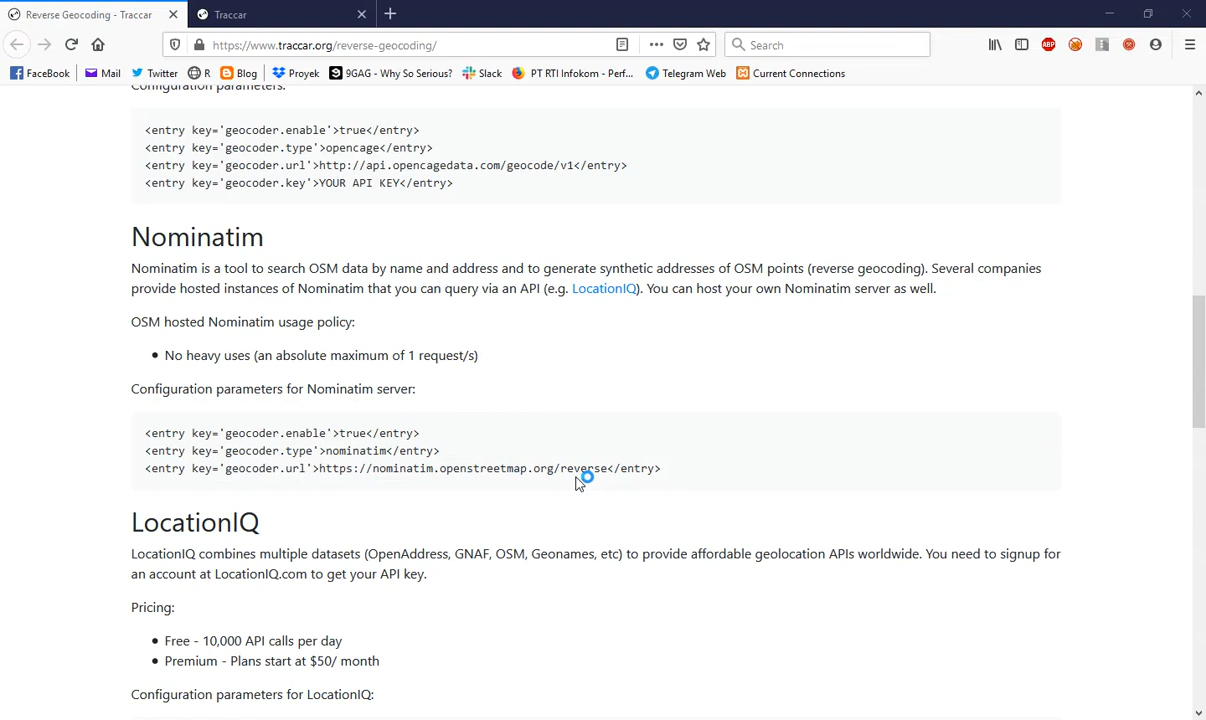 Reverse Geocoding - Traccar
Traccar
https://www.traccar.org/reverse-geocoding/
Search
FaceBook
Mail
Twitter
R
Blog
Proyek
9GAG - Why So Serious?
Slack
PT RTI Infokom - Perf...
Telegram Web
Current Connections
Configuration parameters:
<entry key='geocoder.enable'>true</entry>
<entry key='geocoder.type'>opencage</entry>
<entry key='geocoder.url'>http://api.opencagedata.com/geocode/v1</entry>
<entry key='geocoder.key'>YOUR API KEY</entry>
Nominatim
Nominatim is a tool to search OSM data by name and address and to generate synthetic addresses of OSM points (reverse geocoding). Several companies
provide hosted instances of Nominatim that you can query via an API (e.g. LocationIQ). You can host your own Nominatim server as well.
OSM hosted Nominatim usage policy:
• No heavy uses (an absolute maximum of 1 request/s)
Configuration parameters for Nominatim server:
<entry key='geocoder.enable'>true</entry>
<entry key='geocoder.type'>nominatim</entry>
<entry key='geocoder.url'>https://nominatim.openstreetmap.org/reverse</entry>
LocationIQ
LocationIQ combines multiple datasets (OpenAddress, GNAF, OSM, Geonames, etc) to provide affordable geolocation APIs worldwide. You need to signup for
an account at LocationIQ.com to get your API key.
Pricing:
• Free - 10,000 API calls per day
• Premium - Plans start at $50/ month
Configuration parameters for LocationIQ: